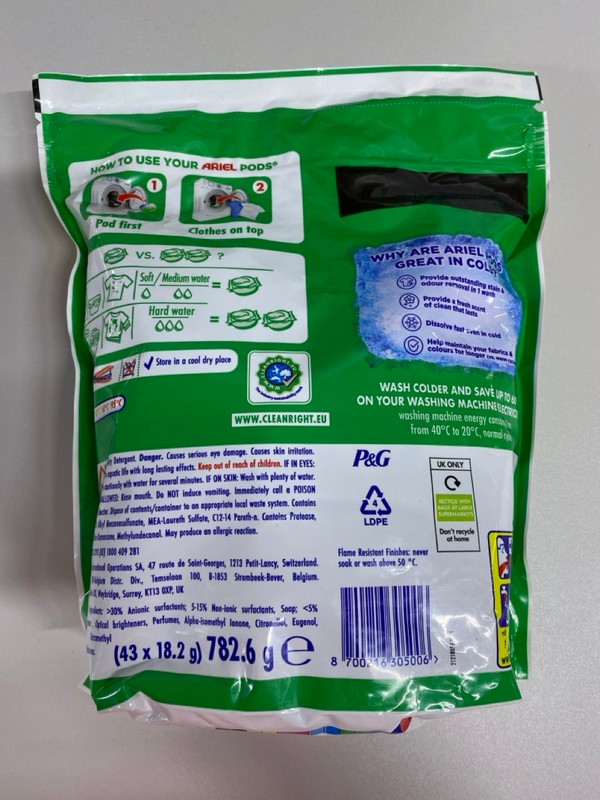 HOW TO USE YOUR ARIEL PODS®
1
2
Pod first
Clothes on top
VS. ?
Soft / Medium water
=
Hard water
=
Store in a cool dry place
WWW.CLEANRIGHT.EU
WHY ARE ARIEL PODS
GREAT IN COLD?
Provide outstanding stain &
odour removal in 1 wash
Provide a fresh scent
of clean that lasts
Dissolve fast even in cold
Help maintain your fabrics &
colours for longer
WASH COLDER AND SAVE UP TO
ON YOUR WASHING MACHINE
washing machine energy
from 40°C to 20°C, normal
Detergent. Danger. Causes serious eye damage. Causes skin irritation.
aquatic life with long lasting effects. Keep out of reach of children. IF IN EYES:
cautiously with water for several minutes. IF ON SKIN: Wash with plenty of water.
Rinse mouth. Do NOT induce vomiting. Immediately call a POISON
Dispose of contents/container to an appropriate local waste system. Contains
MEA-Laureth Sulfate, C12-14 Pareth-n. Contains Protease,
Methylundecanal. May produce an allergic reaction.
(UK) 1800 409 281
Operations SA, 47 route de Saint-Georges, 1213 Petit-Lancy, Switzerland.
Distr. Div., Temselaan 100, B-1853 Strombeek-Bever, Belgium.
Weybridge, Surrey, KT13 0XP, UK
>30% Anionic surfactants; 5-15% Non-ionic surfactants, Soap; <5%
Optical brighteners, Perfumes, Alpha-isomethyl Ionone, Citronellol, Eugenol,
(43 x 18.2 g) 782.6 g e
P&G
4
LDPE
UK ONLY
RECYCLE WITH
BAGS AT LARGE
SUPERMARKETS
Don't recycle
at home
Flame Resistant Finishes: never
soak or wash above 50 °C.
8 700216 305006 >